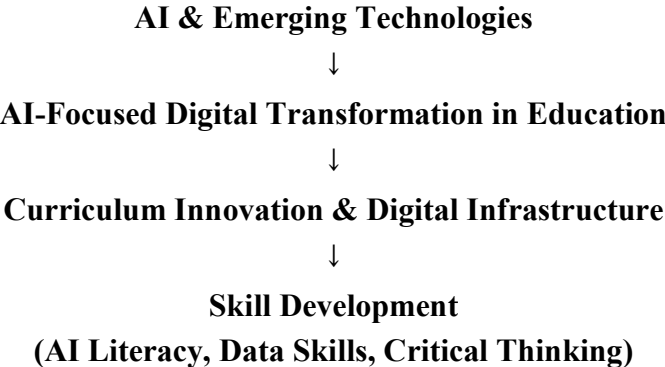 AI & Emerging Technologies
↓
AI-Focused Digital Transformation in Education
↓
Curriculum Innovation & Digital Infrastructure
↓
Skill Development
(AI Literacy, Data Skills, Critical Thinking)